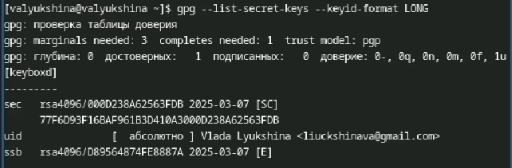 [valyukshina@valyukshina ~]$ gpg --list-secret-keys --keyid-format LONG
gpg: проверка таблицы доверия
gpg: marginals needed: 3  completes needed: 1  trust model: pgp
gpg: глубина: 0  достоверных:   1  подписанных:   0  доверие: 0-, 0q, 0n, 0m, 0f, 1u
[keyboxd]
---------
sec   rsa4096/000D238A62563FDB 2025-03-07 [SC]
      77F6D93F16BAF961B3D410A3000D238A62563FDB
uid                 [  абсолютно ] Vlada Lyukshina <liuckshinava@gmail.com>
ssb   rsa4096/D89564874FE8887A 2025-03-07 [E]